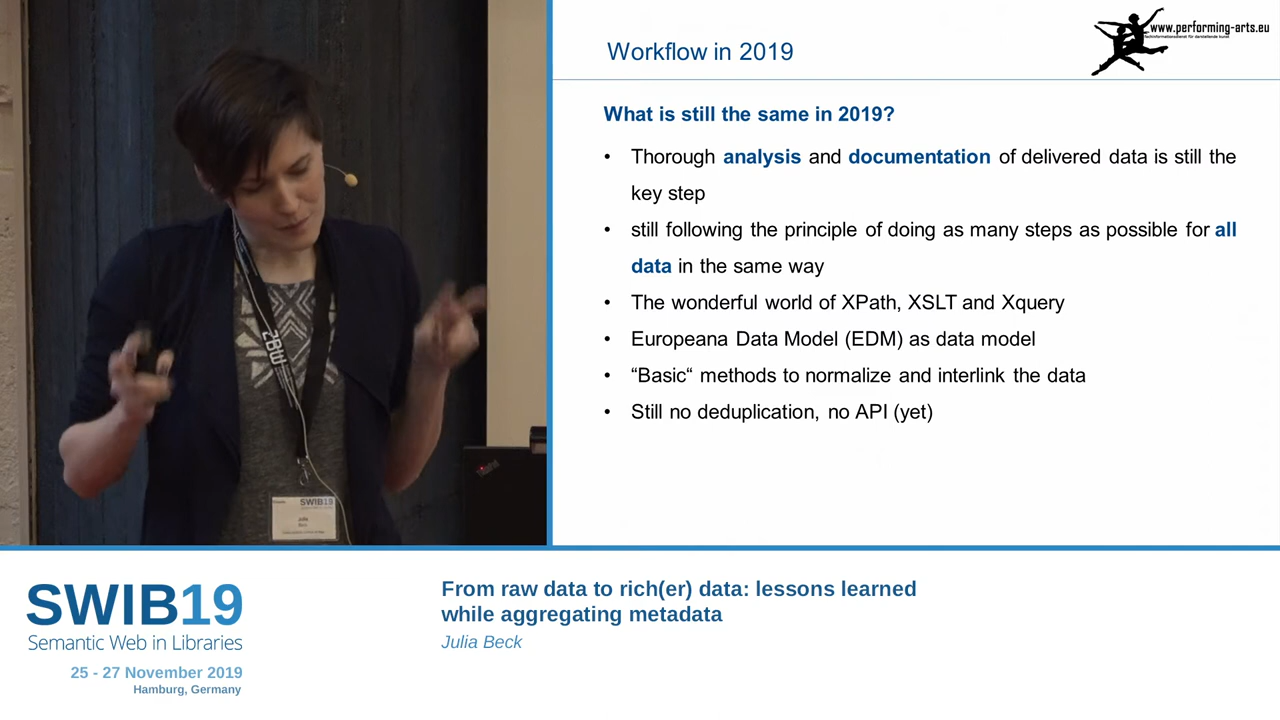 www.performing-arts.eu
Workflow in 2019
What is still the same in 2019?
• Thorough analysis and documentation of delivered data is still the
key step
• still following the principle of doing as many steps as possible for all
data in the same way
• The wonderful world of XPath, XSLT and Xquery
• Europeana Data Model (EDM) as data model
• “Basic“ methods to normalize and interlink the data
• Still no deduplication, no API (yet)
ZBW
SWIB19
Julia
Beck
SWIB19
Semantic Web in Libraries
25 - 27 November 2019
Hamburg, Germany
From raw data to rich(er) data: lessons learned
while aggregating metadata
Julia Beck